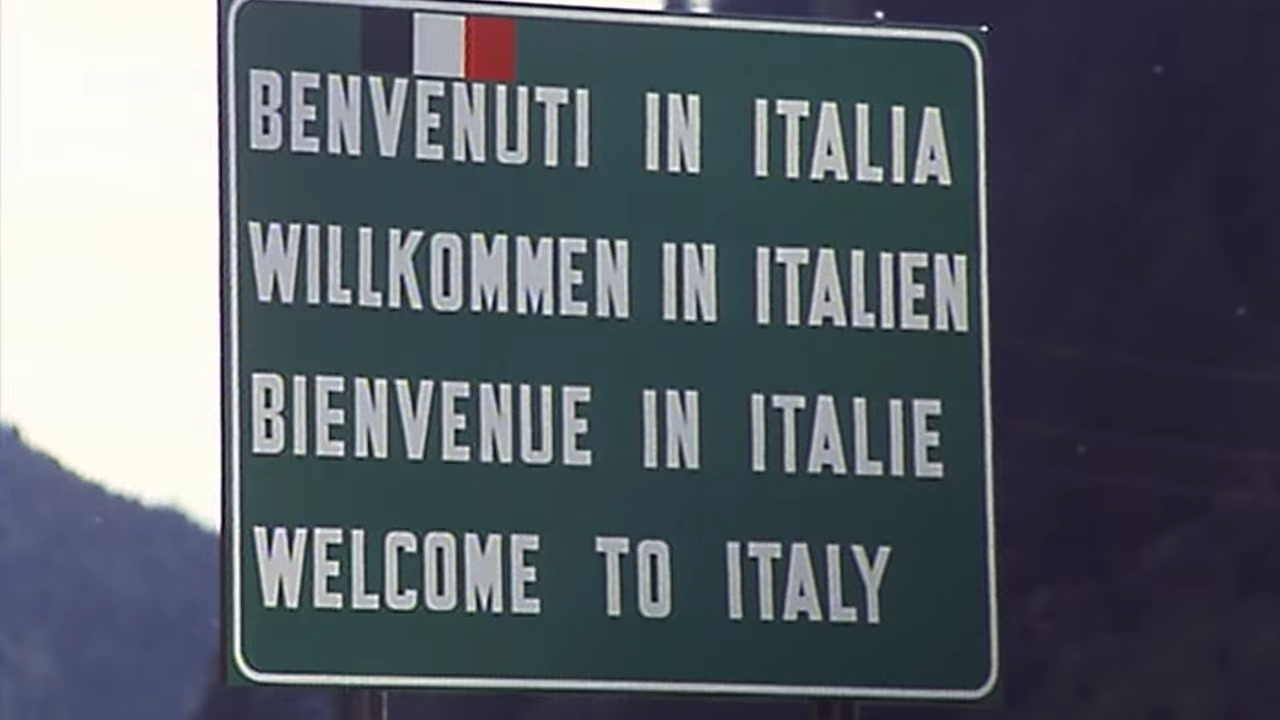 BENVENUTI IN ITALIA
WILLKOMMEN IN ITALIEN
BIENVENUE IN ITALIE
WELCOME TO ITALY